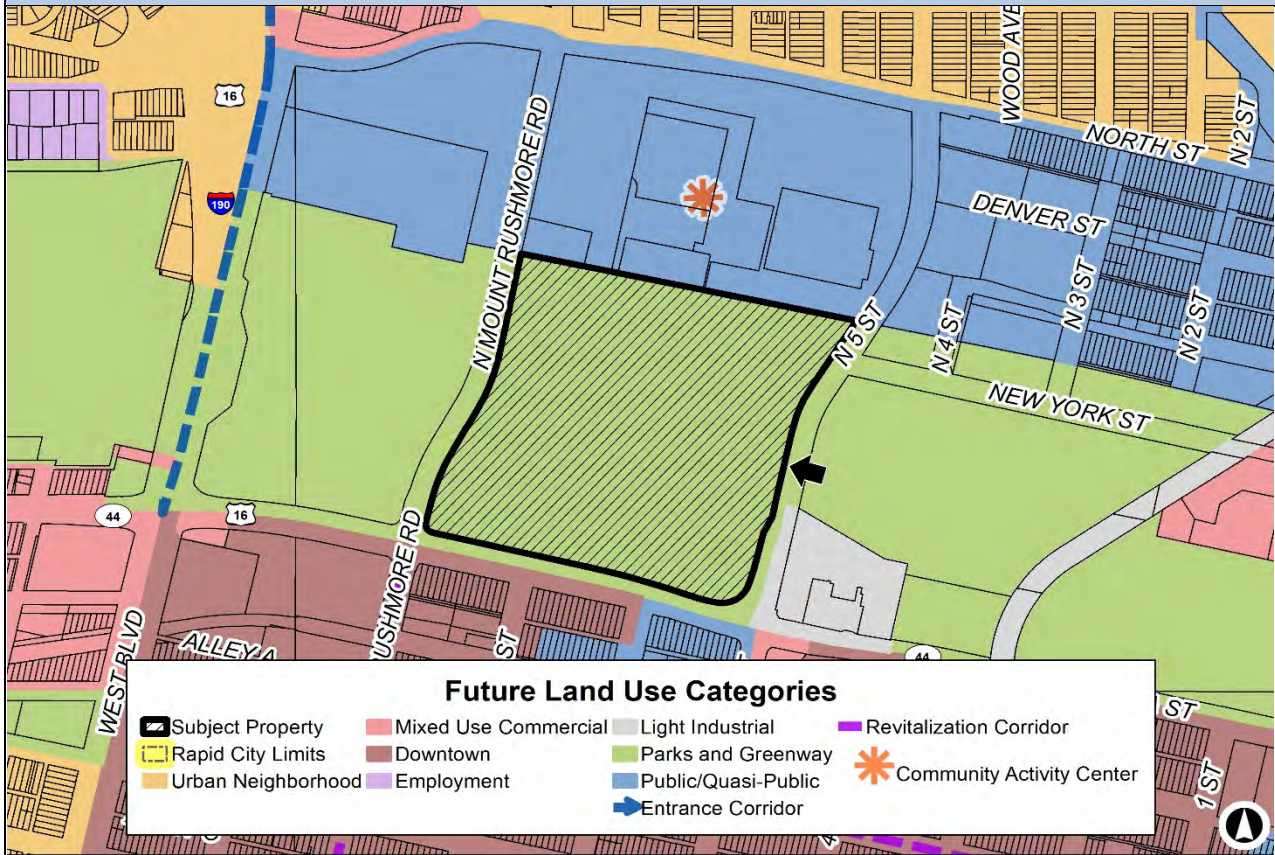 WOOD AVE
16
N 2 ST
NORTH ST
190
N MOUNT RUSHMORE RD
DENVER ST
N 3 ST
N 2 ST
N 4 ST
N 5 ST
NEW YORK ST
44
16
RUSHMORE RD
ST
ALLEY A
WEST BLVD
44
ST
1 ST
Future Land Use Categories
Subject Property
Rapid City Limits
Urban Neighborhood
Mixed Use Commercial
Downtown
Employment
Light Industrial
Parks and Greenway
Public/Quasi-Public
Entrance Corridor
Revitalization Corridor
Community Activity Center